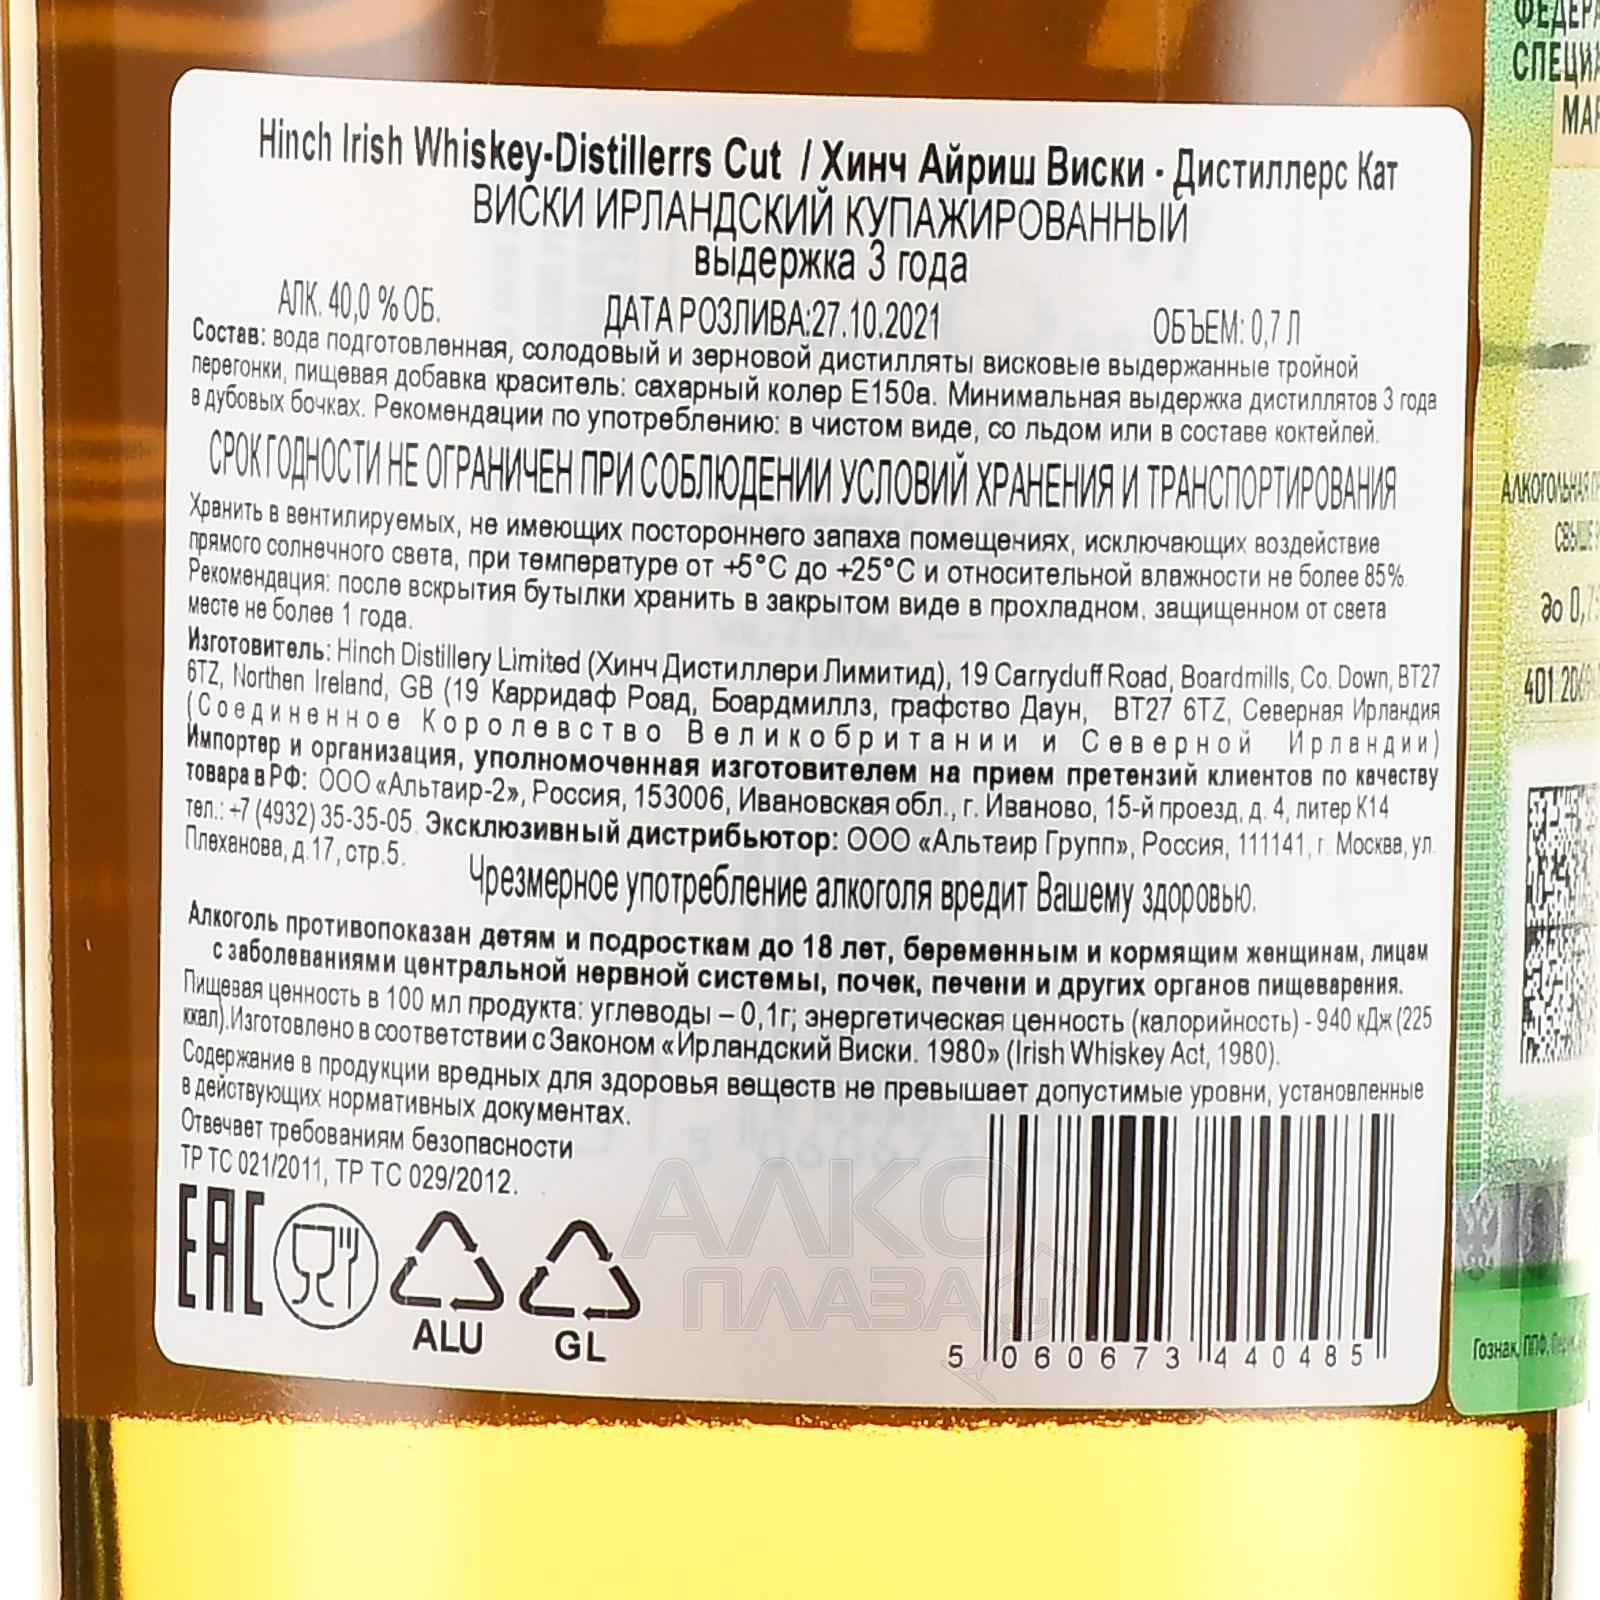 Hinch Irish Whiskey-Distillerrs Cut / Хинч Айриш Виски - Дистиллерс Кат
ВИСКИ ИРЛАНДСКИЙ КУПАЖИРОВАННЫЙ
выдержка 3 года
АЛК. 40,0 % ОБ. ДАТА РОЗЛИВА:27.10.2021 ОБЪЕМ: 0,7 Л
Состав: вода подготовленная, солодовый и зерновой дистилляты висковые выдержанные тройной
перегонки, пищевая добавка краситель: сахарный колер Е150а. Минимальная выдержка дистиллятов 3 года
в дубовых бочках. Рекомендации по употреблению: в чистом виде, со льдом или в составе коктейлей.
СРОК ГОДНОСТИ НЕ ОГРАНИЧЕН ПРИ СОБЛЮДЕНИИ УСЛОВИЙ ХРАНЕНИЯ И ТРАНСПОРТИРОВАНИЯ
Хранить в вентилируемых, не имеющих постороннего запаха помещениях, исключающих воздействие
прямого солнечного света, при температуре от +5°С до +25°С и относительной влажности не более 85%.
Рекомендация: после вскрытия бутылки хранить в закрытом виде в прохладном, защищенном от света
месте не более 1 года.
Изготовитель: Hinch Distillery Limited (Хинч Дистиллери Лимитид), 19 Carryduff Road, Boardmills, Co. Down, BT27
6TZ, Northen Ireland, GB (19 Карридаф Роад, Боардмиллз, графство Даун, BT27 6TZ, Северная Ирландия
(Соединенное Королевство Великобритании и Северной Ирландии)
Импортер и организация, уполномоченная изготовителем на прием претензий клиентов по качеству
товара в РФ: ООО «Альтаир-2», Россия, 153006, Ивановская обл., г. Иваново, 15-й проезд, д. 4, литер К14
тел.: +7 (4932) 35-35-05. Эксклюзивный дистрибьютор: ООО «Альтаир Групп», Россия, 111141, г. Москва, ул.
Плеханова, д.17, стр.5.
Чрезмерное употребление алкоголя вредит Вашему здоровью.
Алкоголь противопоказан детям и подросткам до 18 лет, беременным и кормящим женщинам, лицам
с заболеваниями центральной нервной системы, почек, печени и других органов пищеварения.
Пищевая ценность в 100 мл продукта: углеводы – 0,1г; энергетическая ценность (калорийность) - 940 кДж (225
ккал).Изготовлено в соответствии с Законом «Ирландский Виски. 1980» (Irish Whiskey Act, 1980).
Содержание в продукции вредных для здоровья веществ не превышает допустимые уровни, установленные
в действующих нормативных документах.
Отвечает требованиям безопасности
ТР ТС 021/2011, ТР ТС 029/2012.
EAC
ALU
GL
5 060673 440485
АЛКО
ПЛАЗА.ru
СПЕЦИ
МАР
АЛКОГОЛЬНАЯ
СВЫШЕ
до 0,7
Гознак, ППФ,